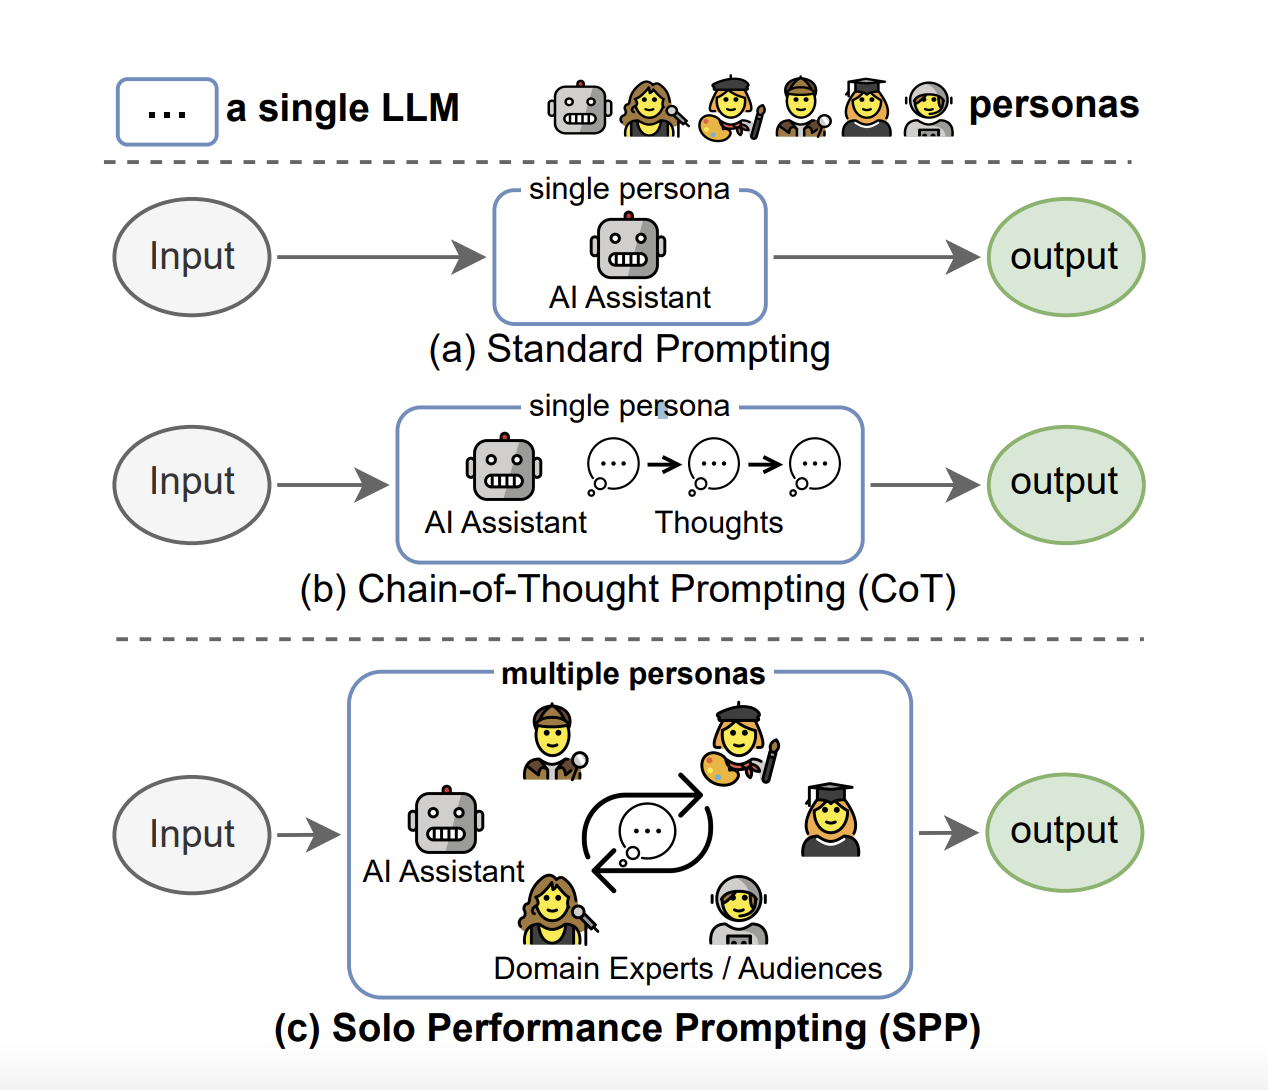 ... a single LLM
personas
single persona
Input
AI Assistant
output
(a) Standard Prompting
single persona
Input
... ... ...
AI Assistant
Thoughts
output
(b) Chain-of-Thought Prompting (CoT)
multiple personas
Input
...
AI Assistant
output
Domain Experts / Audiences
(c) Solo Performance Prompting (SPP)